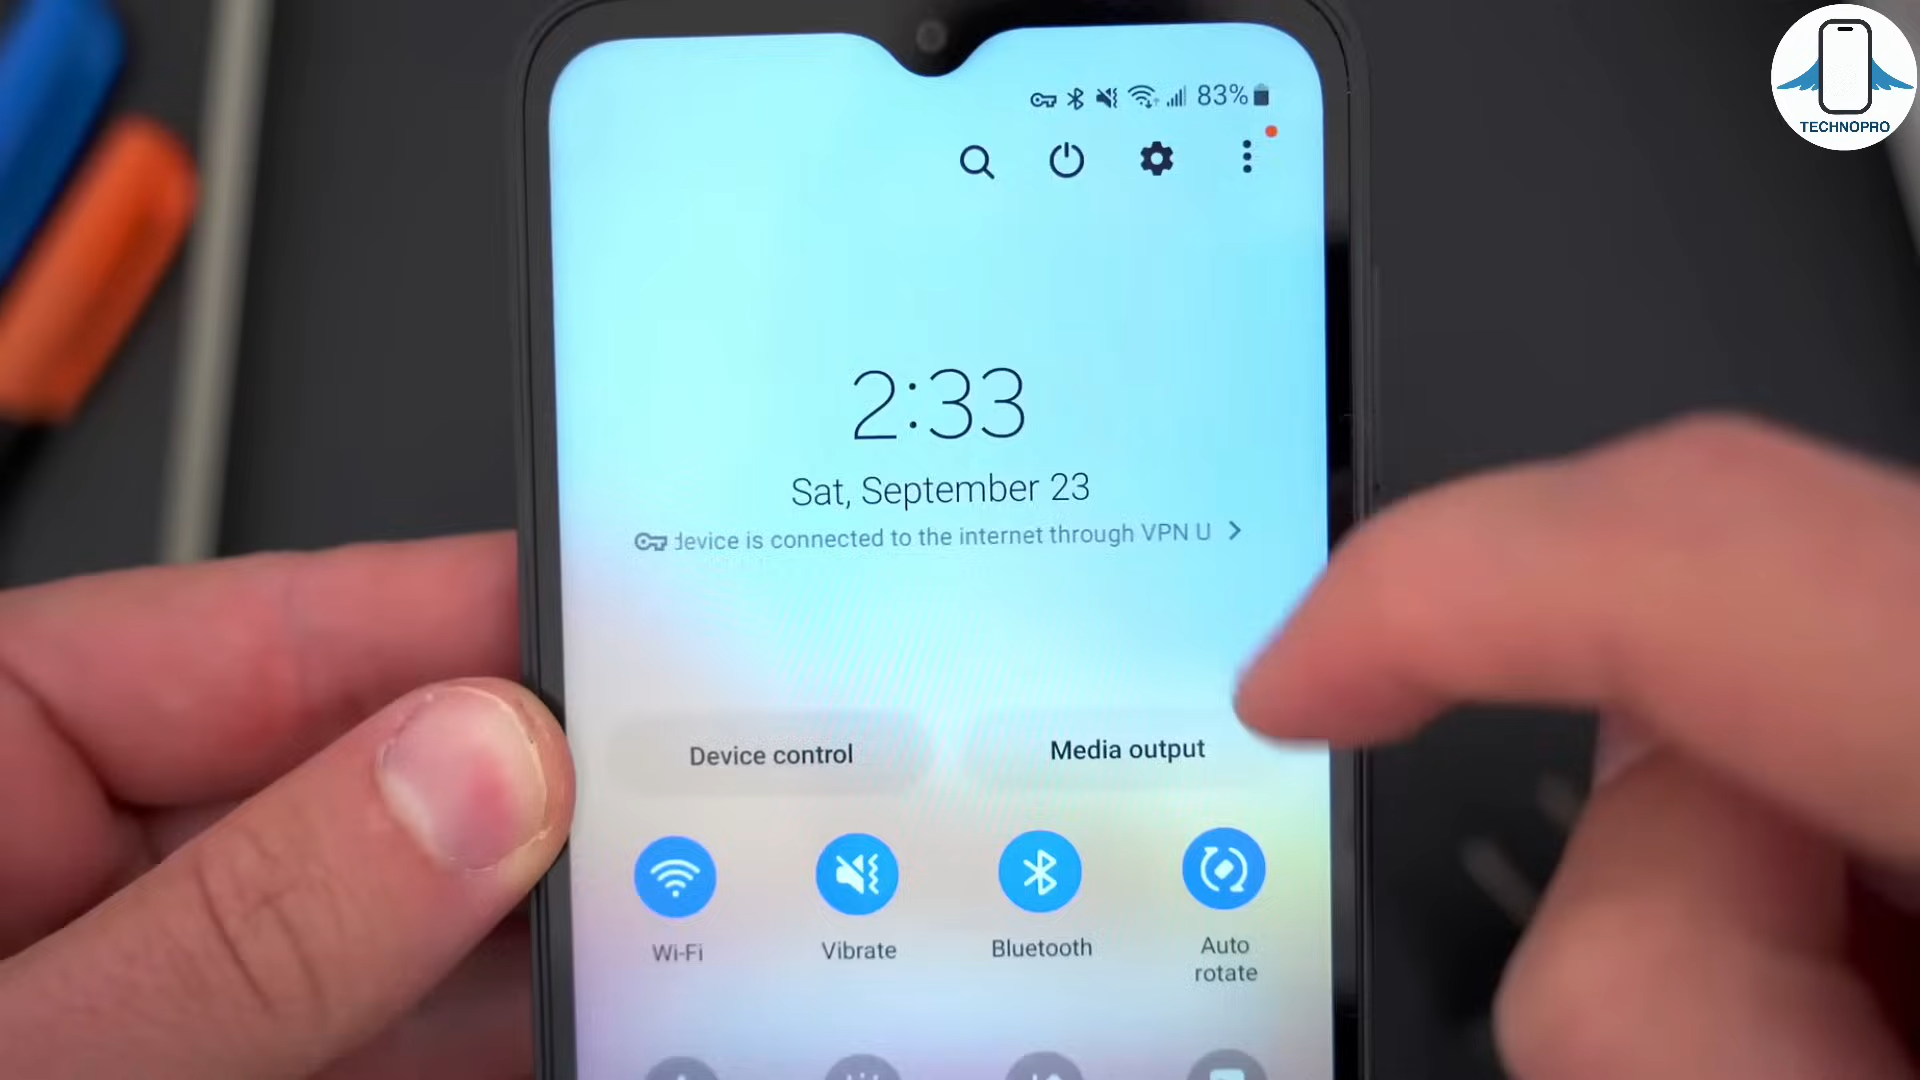 TECHNOPRO
83%
2:33
Sat, September 23
device is connected to the internet through VPN U
Device control
Media output
Wi-Fi
Vibrate
Bluetooth
Auto
rotate